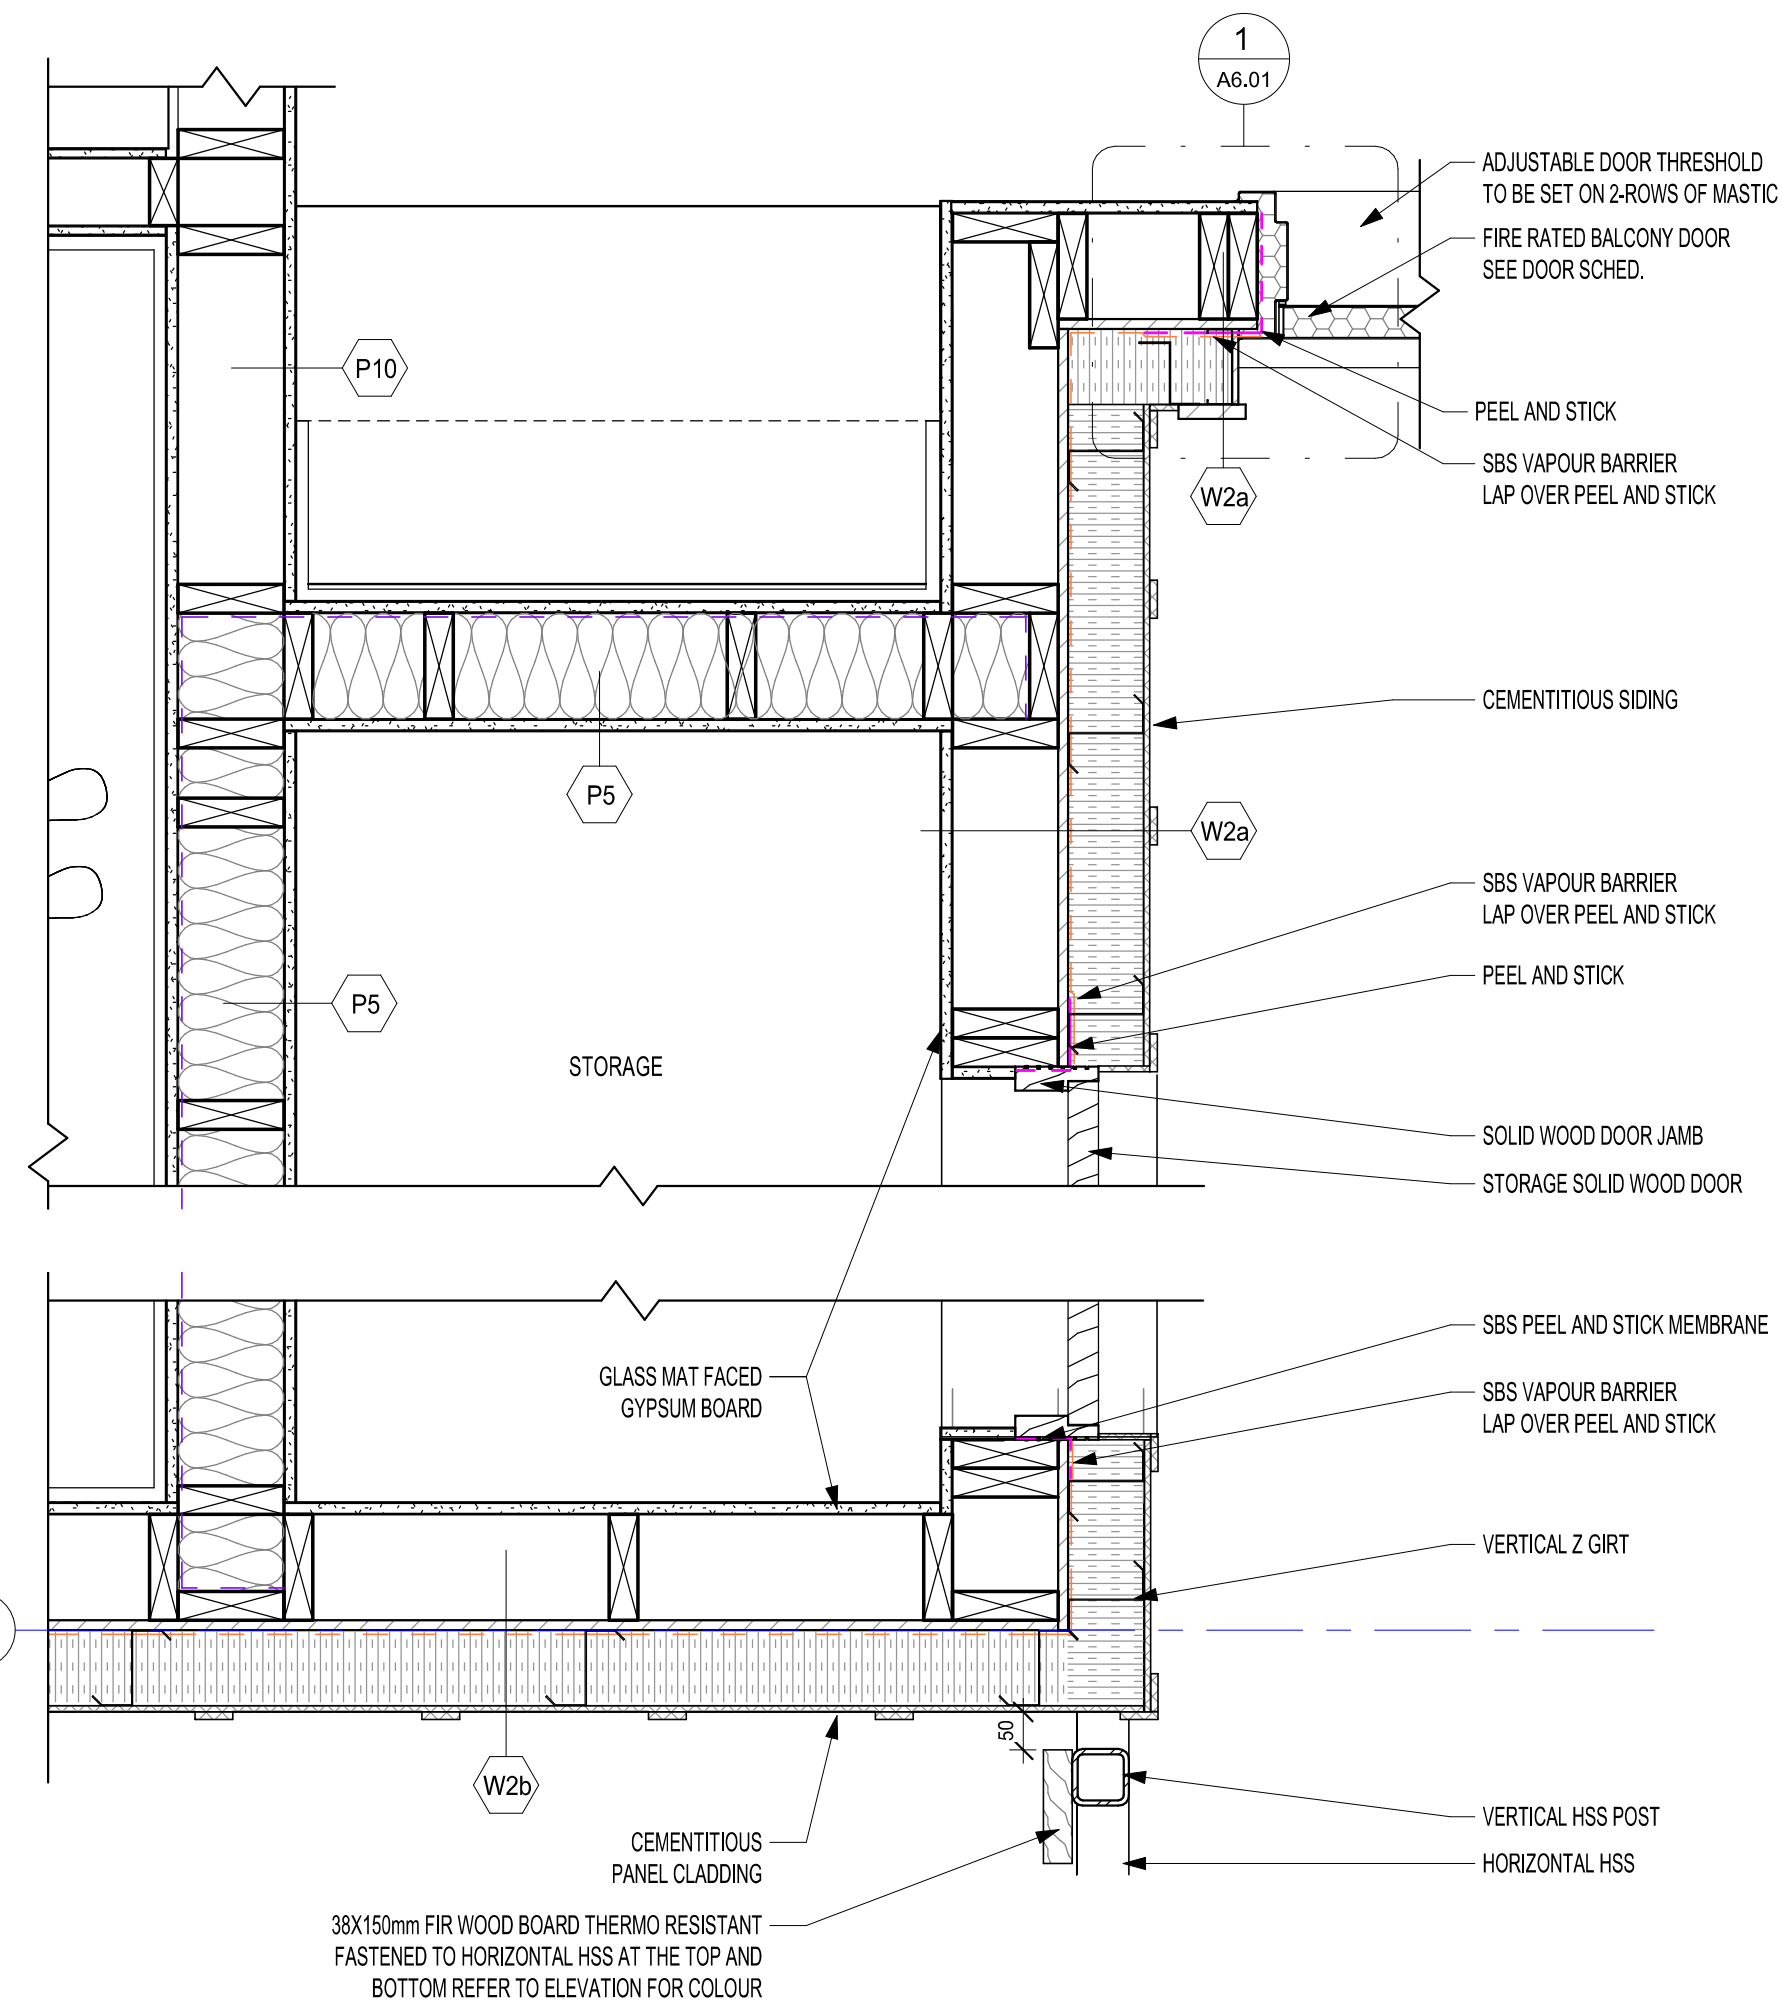 1
A6.01
ADJUSTABLE DOOR THRESHOLD
TO BE SET ON 2-ROWS OF MASTIC
FIRE RATED BALCONY DOOR
SEE DOOR SCHED.
P10
PEEL AND STICK
SBS VAPOUR BARRIER
LAP OVER PEEL AND STICK
W2a
CEMENTITIOUS SIDING
P5
W2a
SBS VAPOUR BARRIER
LAP OVER PEEL AND STICK
PEEL AND STICK
P5
STORAGE
SOLID WOOD DOOR JAMB
STORAGE SOLID WOOD DOOR
SBS PEEL AND STICK MEMBRANE
GLASS MAT FACED
GYPSUM BOARD
SBS VAPOUR BARRIER
LAP OVER PEEL AND STICK
VERTICAL Z GIRT
50
W2b
VERTICAL HSS POST
CEMENTITIOUS
PANEL CLADDING
HORIZONTAL HSS
38X150mm FIR WOOD BOARD THERMO RESISTANT
FASTENED TO HORIZONTAL HSS AT THE TOP AND
BOTTOM REFER TO ELEVATION FOR COLOUR